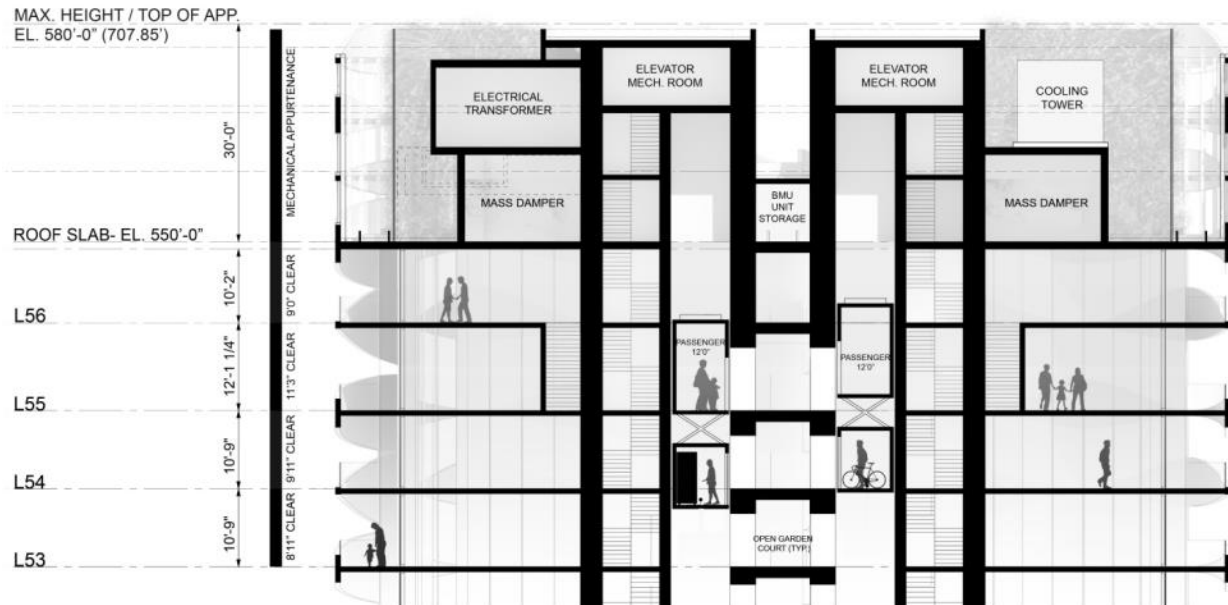 MAX. HEIGHT / TOP OF APP.
EL. 580'-0" (707.85')
30'-0"
MECHANICAL APPURTENANCE
ELECTRICAL
TRANSFORMER
ELEVATOR
MECH. ROOM
ELEVATOR
MECH. ROOM
COOLING
TOWER
MASS DAMPER
BMU
UNIT
STORAGE
MASS DAMPER
ROOF SLAB- EL. 550'-0"
10'-2"
9'0" CLEAR
L56
12'-1 1/4"
11'3" CLEAR
PASSENGER
12'0"
PASSENGER
12'0"
L55
10'-9"
9'11" CLEAR
L54
10'-9"
8'11" CLEAR
OPEN GARDEN
COURT (TYP.)
L53